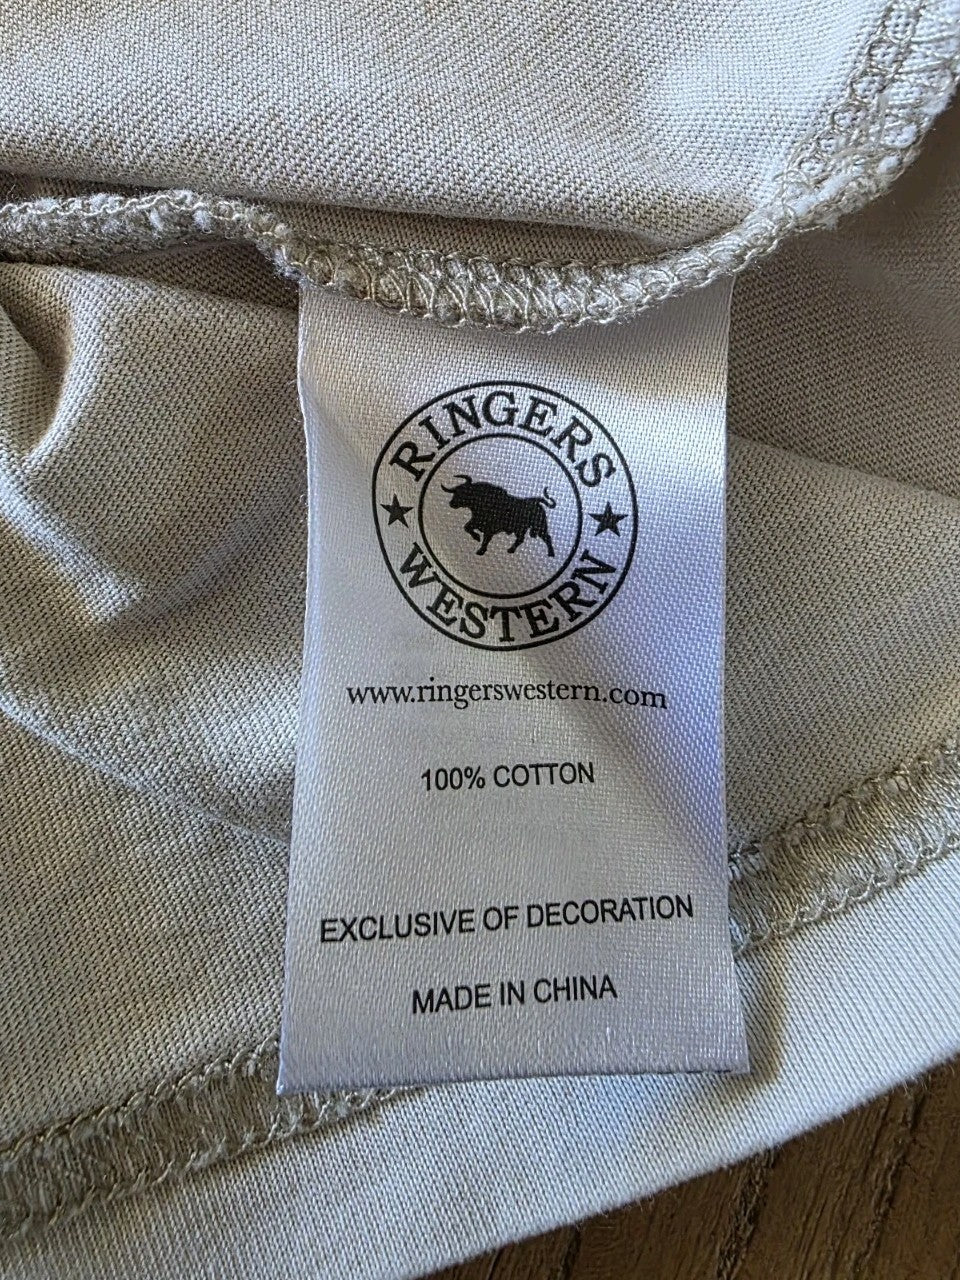 RINGERS
WESTERN
www.ringerswestern.com
100% COTTON
EXCLUSIVE OF DECORATION
MADE IN CHINA